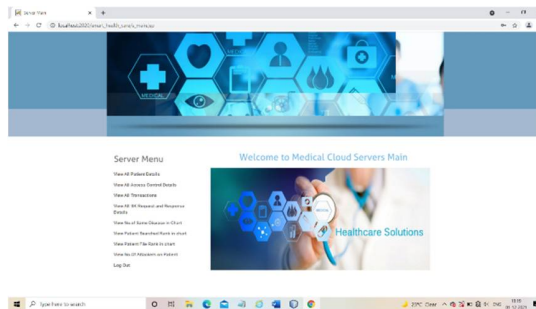 Server Main
localhost:2020/smart_health_care/s_main.jsp
MEDICAL
Server Menu
Welcome to Medical Cloud Servers Main
View All Patient Details
View All Access Control Details
View All Transactions
View All SK Request and Response
Details
View No.of Same Disease in Chart
View Patient Searched Rank in chart
View Patient File Rank in chart
View No.Of Attackers on Patient
Log Out
Healthcare Solutions
Type here to search
20°C Clear
ENG